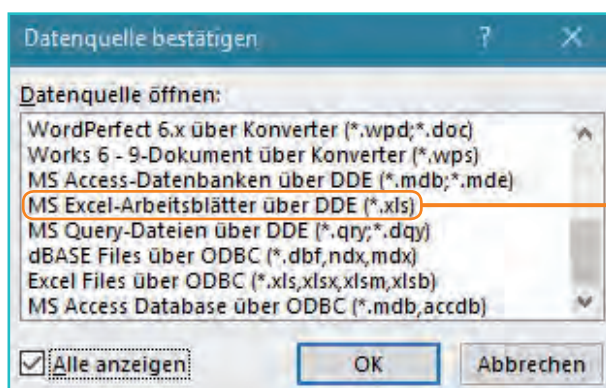 Datenquelle bestätigen ? ×
Datenquelle öffnen:
WordPerfect 6.x über Konverter (*.wpd;*.doc)
Works 6 - 9-Dokument über Konverter (*.wps)
MS Access-Datenbanken über DDE (*.mdb;*.mde)
MS Excel-Arbeitsblätter über DDE (*.xls)
MS Query-Dateien über DDE (*.qry;*.dqy)
dBASE Files über ODBC (*.dbf,ndx,mdx)
Excel Files über ODBC (*.xls,xlsx,xlsm,xlsb)
MS Access Database über ODBC (*.mdb,accdb)
Alle anzeigen OK Abbrechen